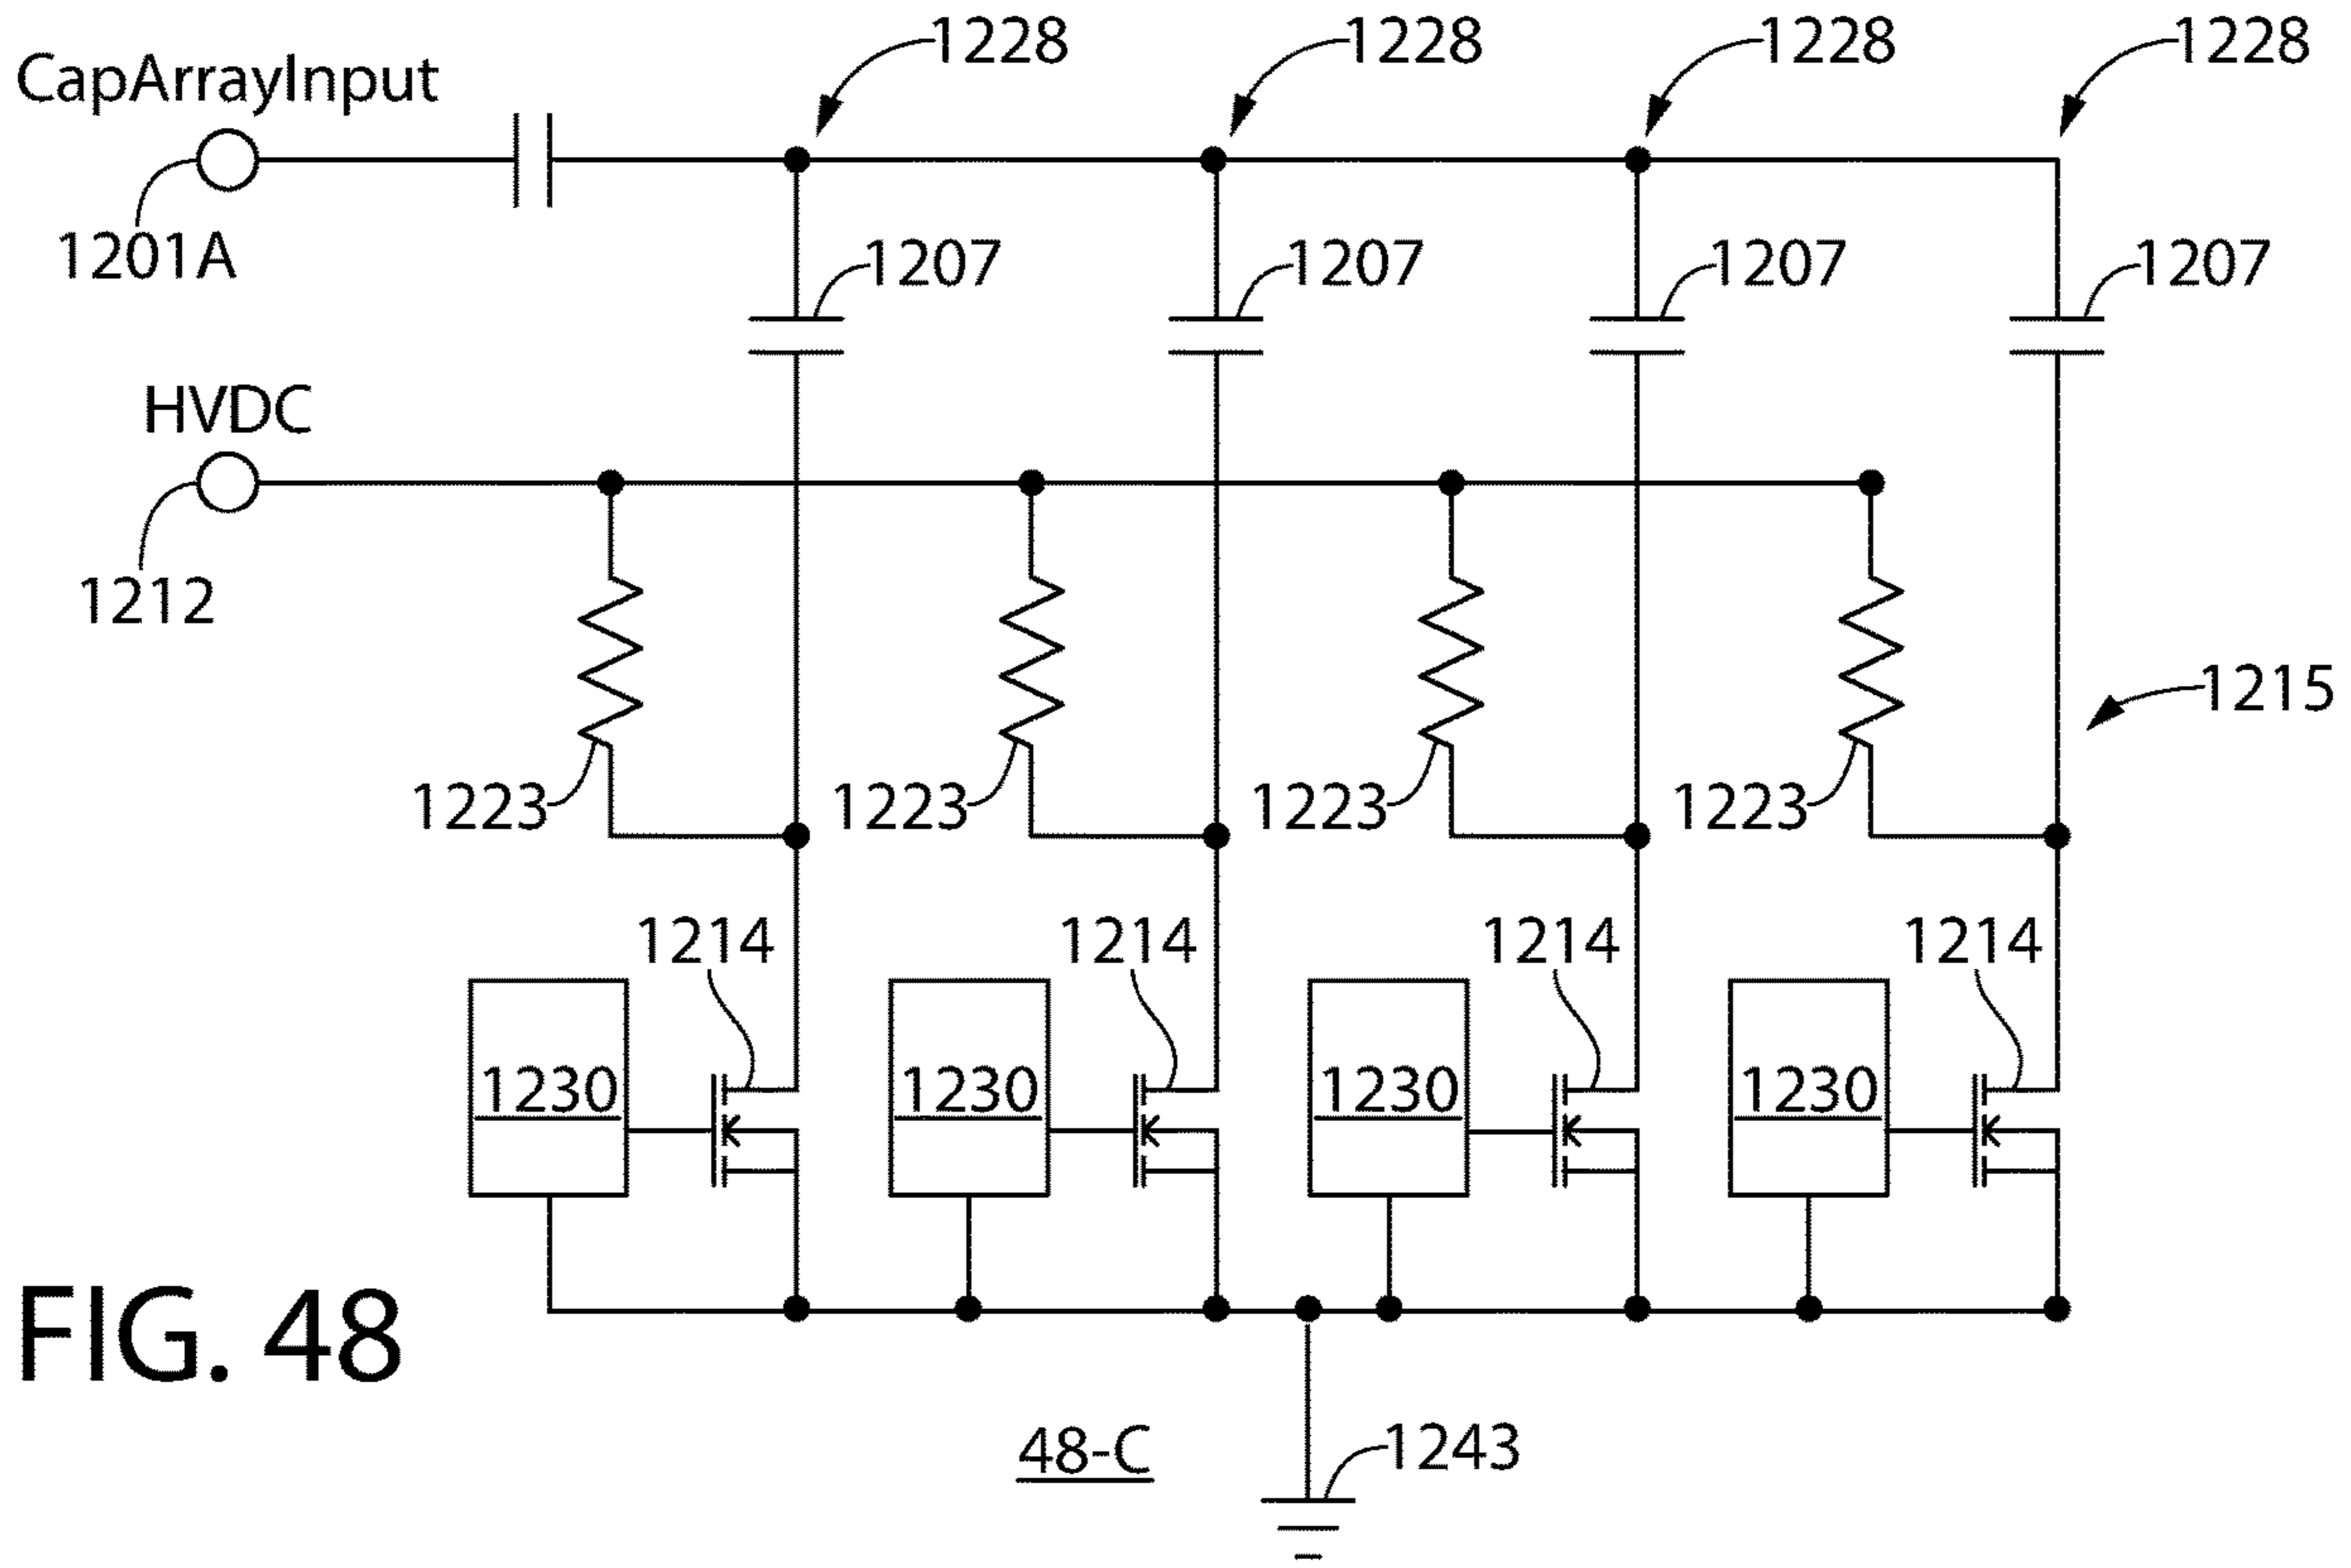 1228 1228 1228 1228
CapArrayInput
1201A
1207 1207 1207 1207
HVDC
1212
1215
1223 1223 1223 1223
1214 1214 1214 1214
1230 1230 1230 1230
FIG. 48
48-C
1243